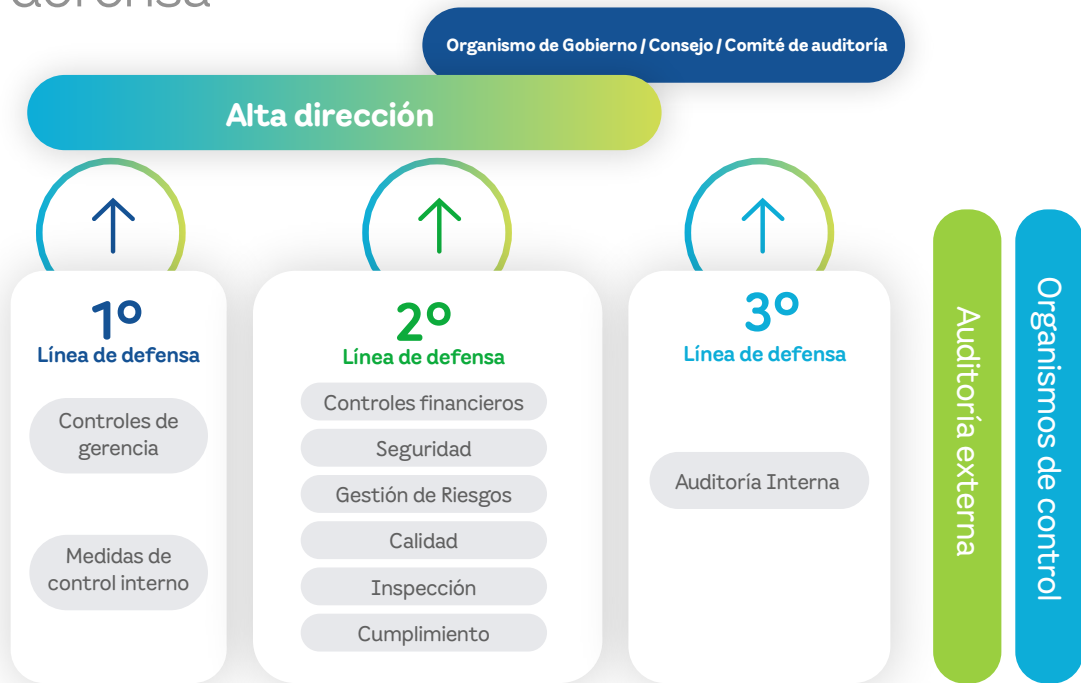 defensa
Organismo de Gobierno / Consejo / Comité de auditoría
Alta dirección
1º
Línea de defensa
Controles de
gerencia
Medidas de
control interno
2º
Línea de defensa
Controles financieros
Seguridad
Gestión de Riesgos
Calidad
Inspección
Cumplimiento
3º
Línea de defensa
Auditoría Interna
Auditoría externa
Organismos de control